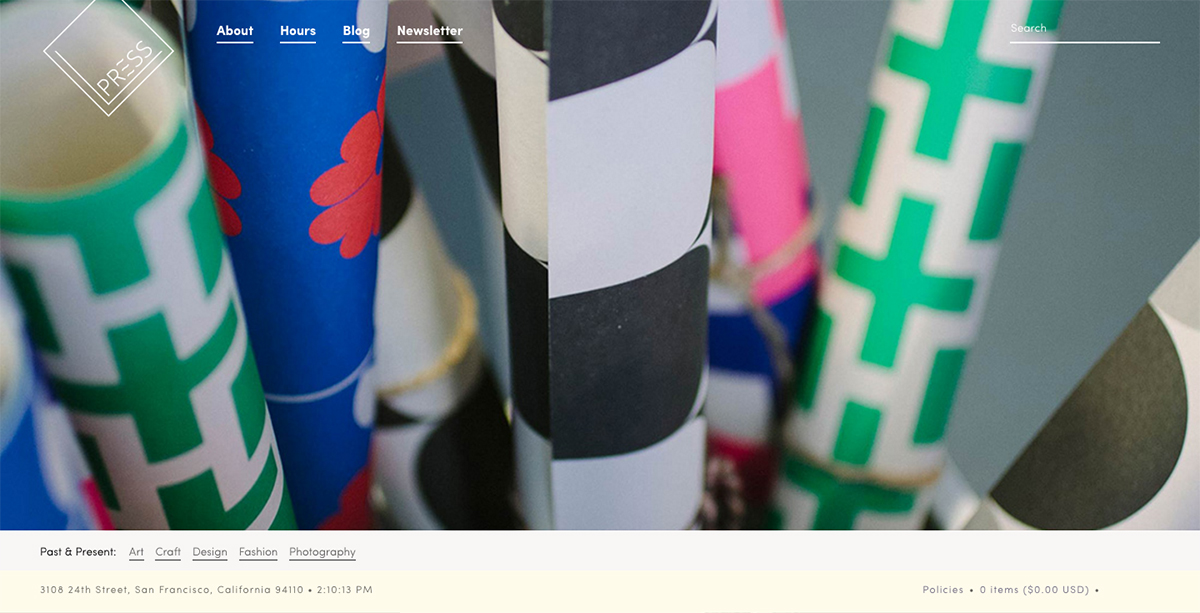 PRESS
About Hours Blog Newsletter
Search
Past & Present: Art Craft Design Fashion Photography
3108 24th Street, San Francisco, California 94110 • 2:10:13 PM
Policies • 0 items ($0.00 USD) •